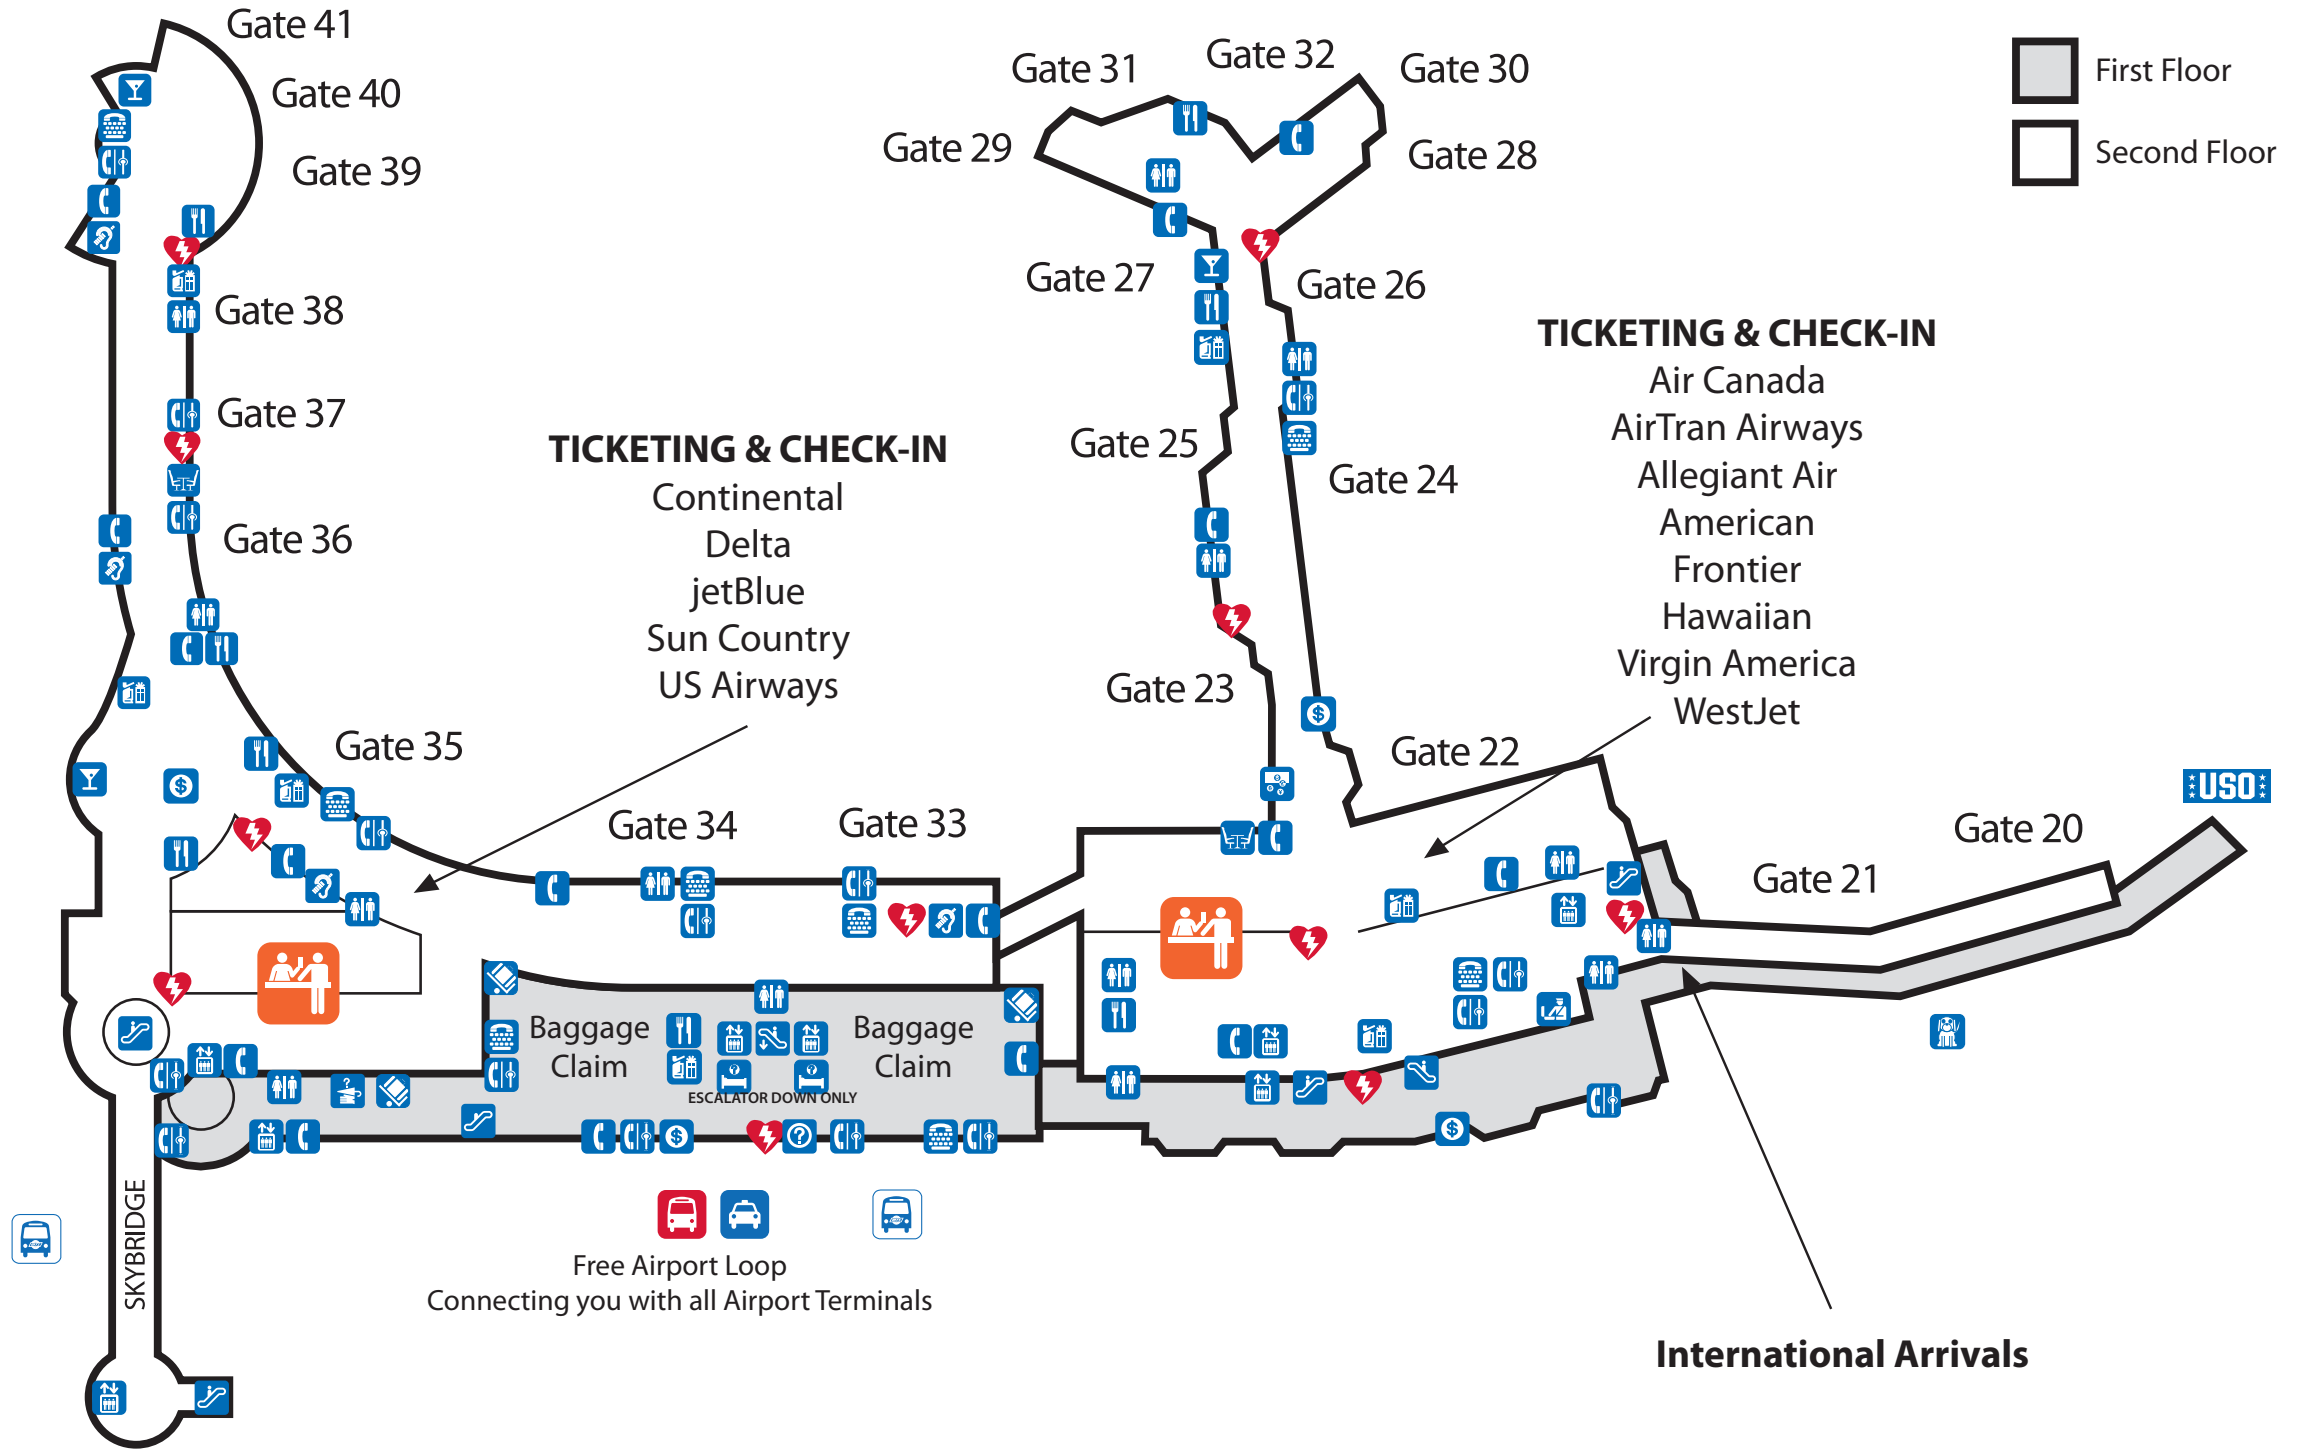 Gate 41
Gate 40
Gate 39
Gate 38
Gate 37
Gate 36
Gate 35
Gate 34
Gate 33
Gate 31
Gate 32
Gate 30
Gate 29
Gate 28
Gate 27
Gate 26
Gate 25
Gate 24
Gate 23
Gate 22
Gate 21
Gate 20
First Floor
Second Floor
TICKETING & CHECK-IN
Continental
Delta
jetBlue
Sun Country
US Airways
TICKETING & CHECK-IN
Air Canada
AirTran Airways
Allegiant Air
American
Frontier
Hawaiian
Virgin America
WestJet
USO
Baggage
Claim
Baggage
Claim
ESCALATOR DOWN ONLY
SKYBRIDGE
Free Airport Loop
Connecting you with all Airport Terminals
International Arrivals